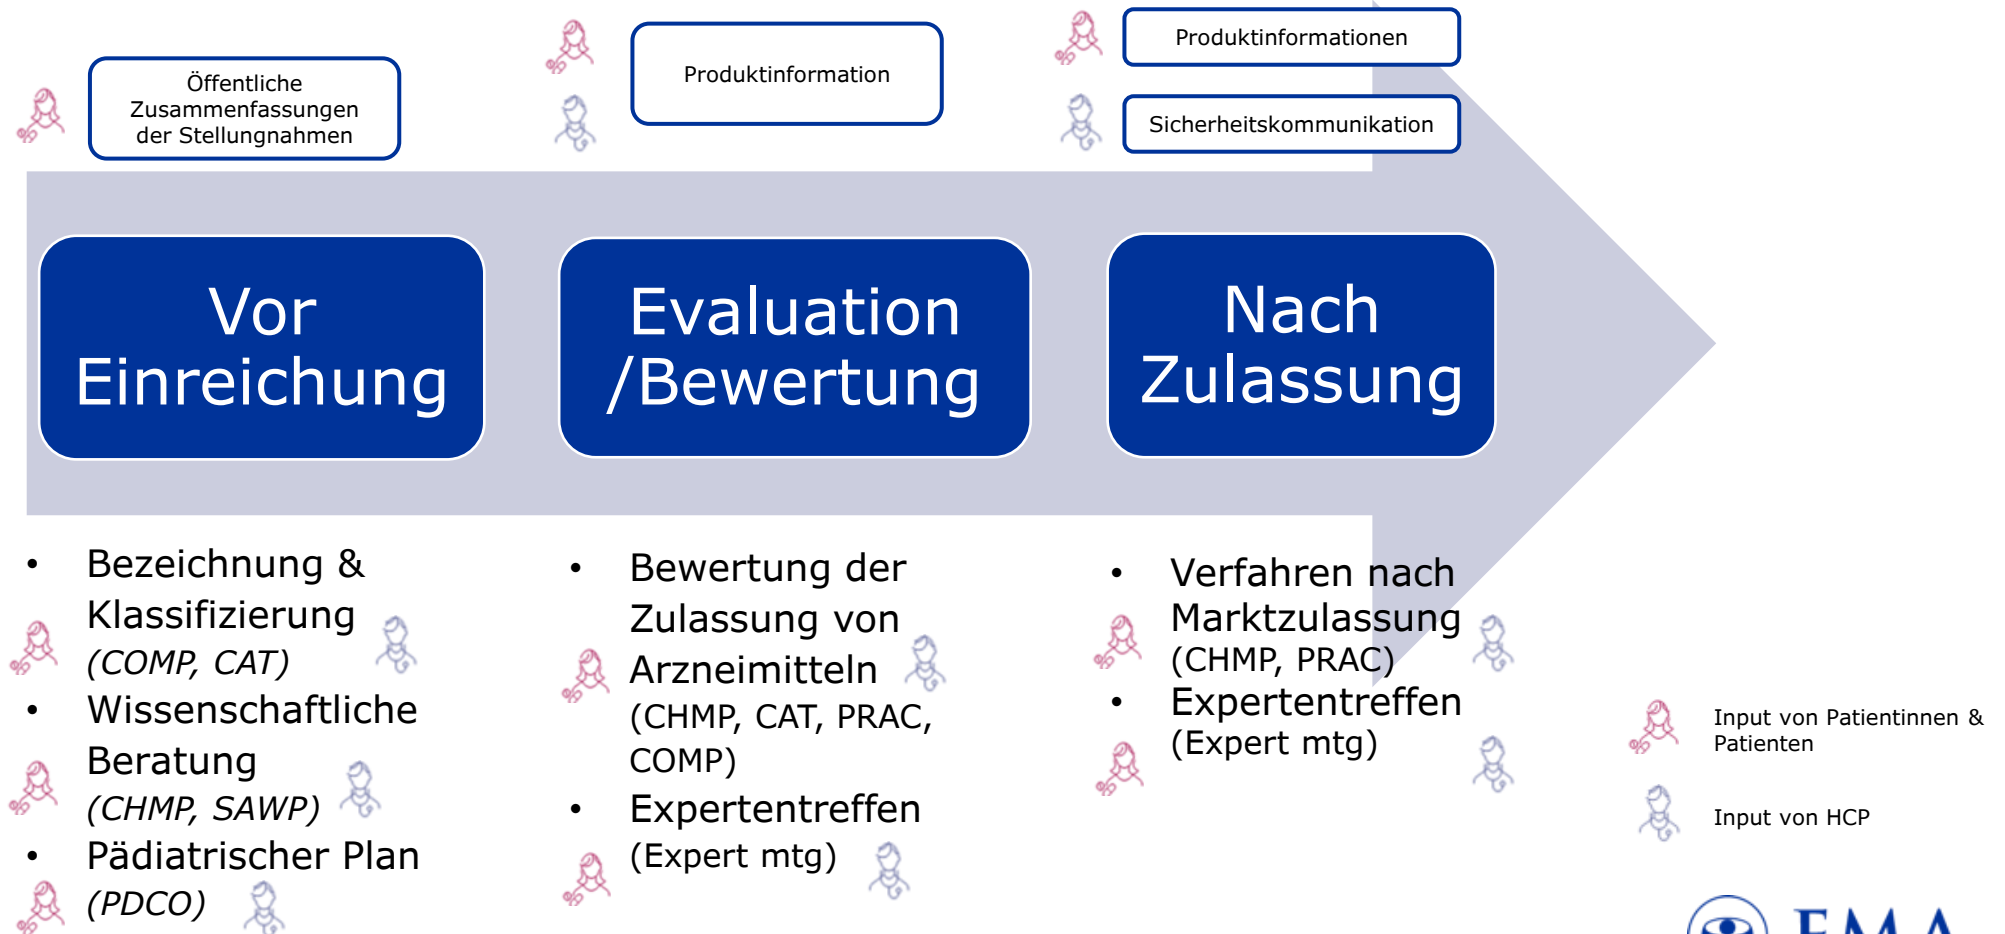 Öffentliche
Zusammenfassungen
der Stellungnahmen
Produktinformation
Produktinformationen
Sicherheitskommunikation
Vor
Einreichung
Evaluation
/Bewertung
Nach
Zulassung
• Bezeichnung &
Klassifizierung
(COMP, CAT)
• Wissenschaftliche
Beratung
(CHMP, SAWP)
• Pädiatrischer Plan
(PDCO)
• Bewertung der
Zulassung von
Arzneimitteln
(CHMP, CAT, PRAC,
COMP)
• Expertentreffen
(Expert mtg)
• Verfahren nach
Marktzulassung
(CHMP, PRAC)
• Expertentreffen
(Expert mtg)
Input von Patientinnen &
Patienten
Input von HCP
EMA